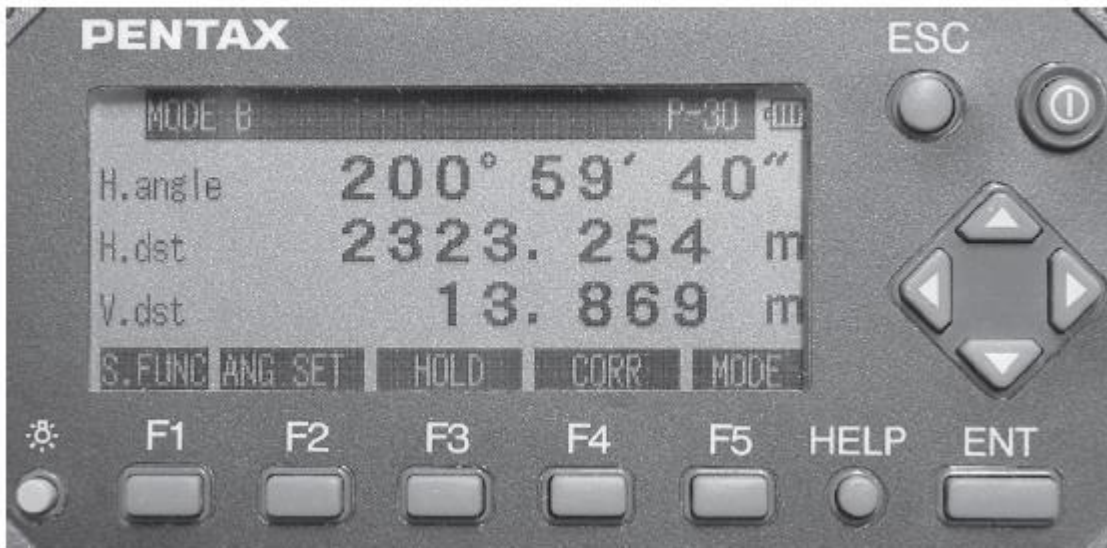 PENTAX
ESC
MODE B P-30
H.angle 200° 59′ 40″
H.dst 2323. 254 m
V.dst 13. 869 m
S.FUNC ANG SET HOLD CORR MODE
F1 F2 F3 F4 F5 HELP ENT